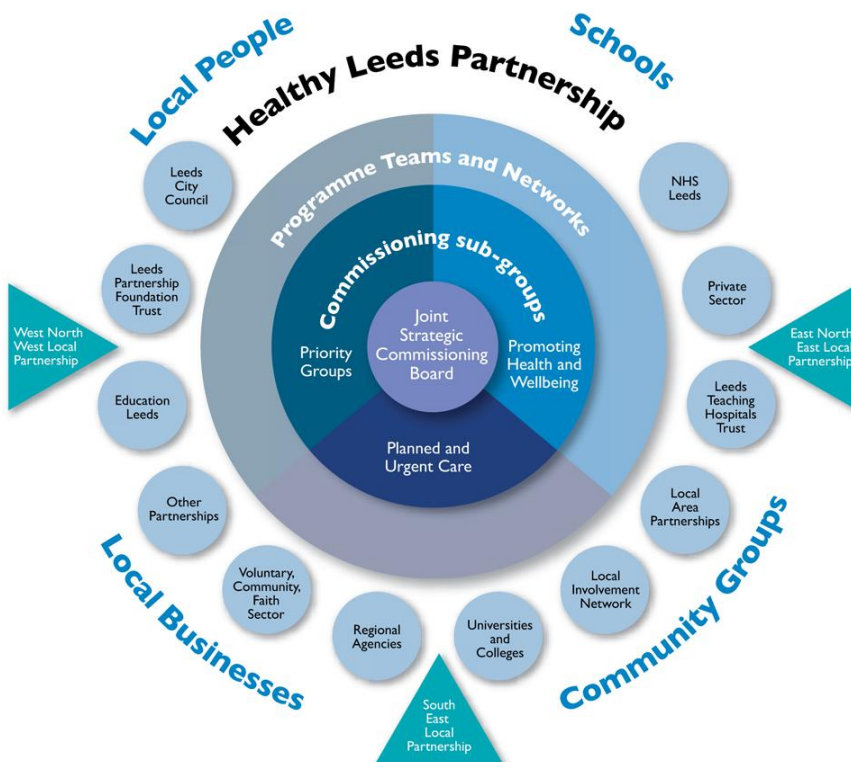 Local People
Schools
Healthy Leeds Partnership
Programme Teams and Networks
Commissioning sub-groups
Joint
Strategic
Commissioning
Board
Priority
Groups
Promoting
Health and
Wellbeing
Planned and
Urgent Care
Leeds
City
Council
NHS
Leeds
Leeds
Partnership
Foundation
Trust
Private
Sector
West North
West Local
Partnership
East North
East Local
Partnership
Education
Leeds
Leeds
Teaching
Hospitals
Trust
Other
Partnerships
Local
Area
Partnerships
Voluntary,
Community,
Faith
Sector
Local
Involvement
Network
Regional
Agencies
Universities
and
Colleges
Local Businesses
Community Groups
South
East
Local
Partnership